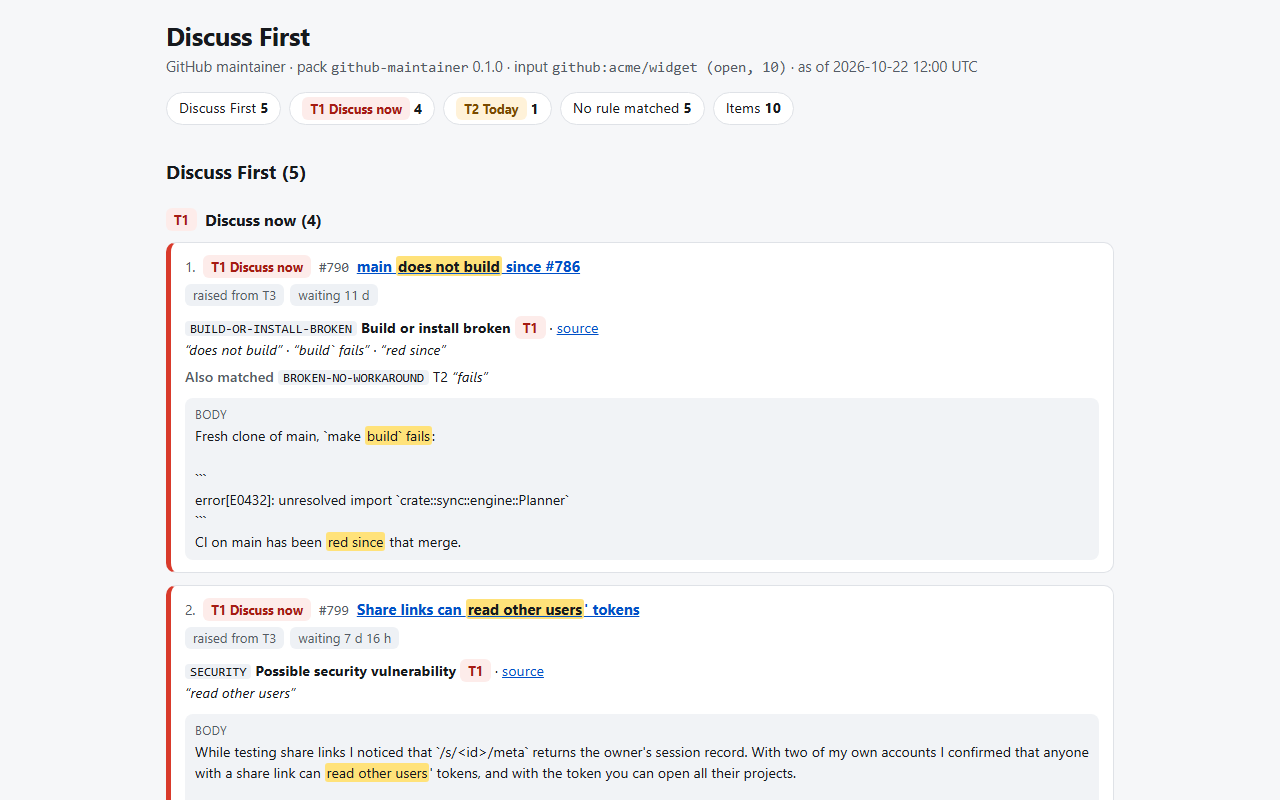 Discuss First
GitHub maintainer · pack github-maintainer 0.1.0 · input github:acme/widget (open, 10) · as of 2026-10-22 12:00 UTC
Discuss First 5 T1 Discuss now 4 T2 Today 1 No rule matched 5 Items 10
Discuss First (5)
T1 Discuss now (4)
1. T1 Discuss now #790 main does not build since #786
raised from T3 waiting 11 d
BUILD-OR-INSTALL-BROKEN Build or install broken T1 · source
“does not build” · “build` fails” · “red since”
Also matched BROKEN-NO-WORKAROUND T2 “fails”
BODY
Fresh clone of main, `make build` fails:
```
error[E0432]: unresolved import `crate::sync::engine::Planner`
```
CI on main has been red since that merge.
2. T1 Discuss now #799 Share links can read other users' tokens
raised from T3 waiting 7 d 16 h
SECURITY Possible security vulnerability T1 · source
“read other users”
BODY
While testing share links I noticed that `/s/<id>/meta` returns the owner's session record. With two of my own accounts I confirmed that anyone
with a share link can read other users' tokens, and with the token you can open all their projects.